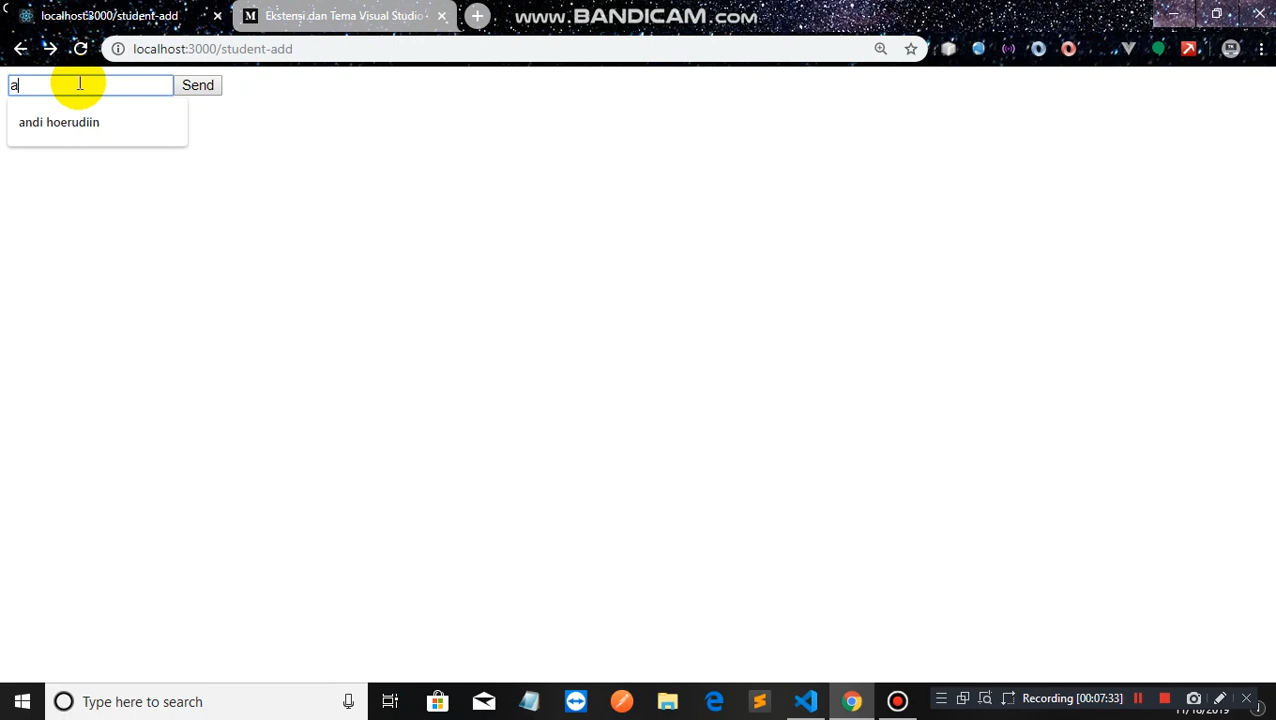 localhost:3000/student-add
Ekstensi dan Tema Visual Studio
www.BANDICAM.com
localhost:3000/student-add
a
Send
andi hoerudiin
Type here to search
Recording [00:07:33]